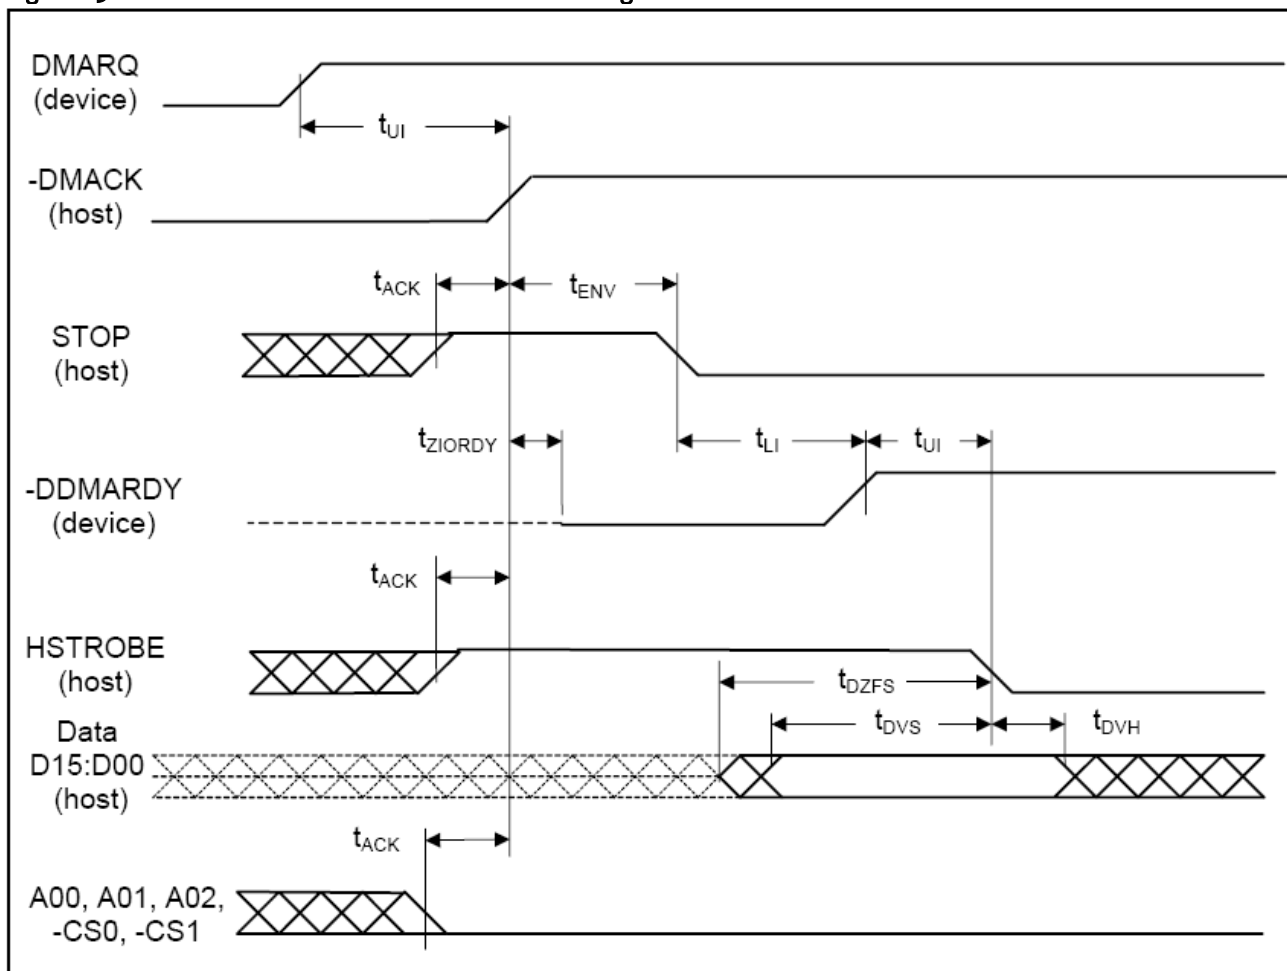 DMARQ
(device)
tUI
-DMACK
(host)
tACK
tENV
STOP
(host)
tZIORDY
tLI
tUI
-DDMARDY
(device)
tACK
HSTROBE
(host)
tDZFS
tDVS
tDVH
Data
D15:D00
(host)
tACK
A00, A01, A02,
-CS0, -CS1